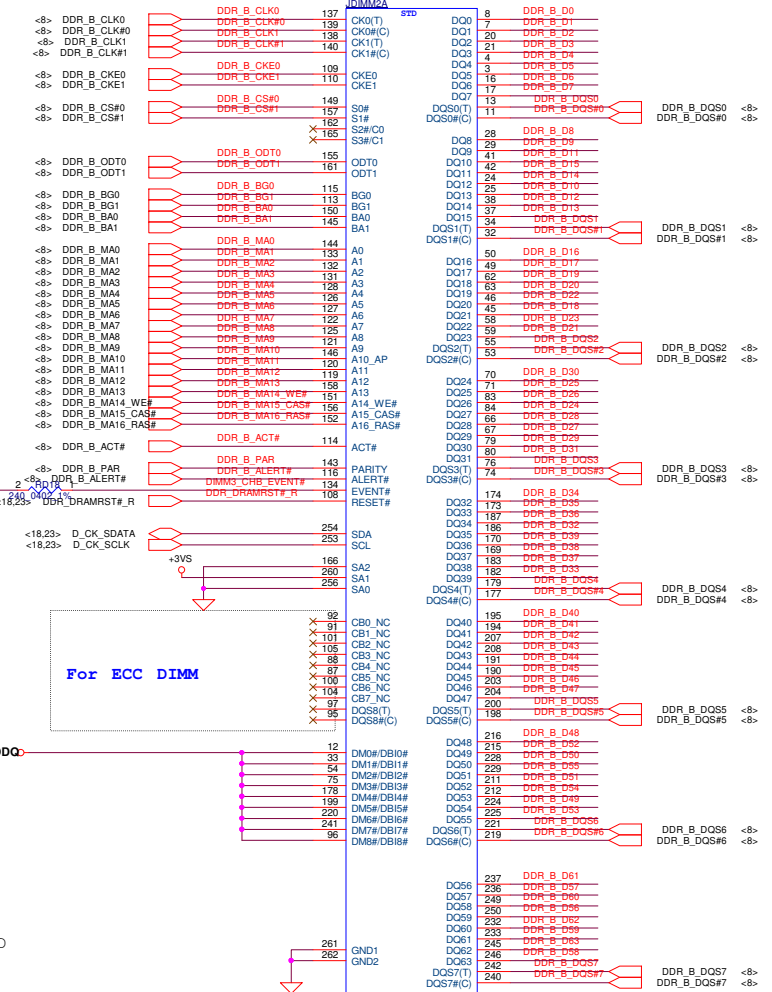 JDIMM2A
STD
<8> DDR_B_CLK0 DDR_B_CLK0 137 CK0(T)
<8> DDR_B_CLK#0 DDR_B_CLK#0 139 CK0#(C)
<8> DDR_B_CLK1 DDR_B_CLK1 138 CK1(T)
<8> DDR_B_CLK#1 DDR_B_CLK#1 140 CK1#(C)
<8> DDR_B_CKE0 DDR_B_CKE0 109 CKE0
<8> DDR_B_CKE1 DDR_B_CKE1 110 CKE1
<8> DDR_B_CS#0 DDR_B_CS#0 149 S0#
<8> DDR_B_CS#1 DDR_B_CS#1 157 S1#
162 S2#/C0
165 S3#/C1
<8> DDR_B_ODT0 DDR_B_ODT0 155 ODT0
<8> DDR_B_ODT1 DDR_B_ODT1 161 ODT1
<8> DDR_B_BG0 DDR_B_BG0 115 BG0
<8> DDR_B_BG1 DDR_B_BG1 113 BG1
<8> DDR_B_BA0 DDR_B_BA0 150 BA0
<8> DDR_B_BA1 DDR_B_BA1 145 BA1
<8> DDR_B_MA0 DDR_B_MA0 144 A0
<8> DDR_B_MA1 DDR_B_MA1 133 A1
<8> DDR_B_MA2 DDR_B_MA2 132 A2
<8> DDR_B_MA3 DDR_B_MA3 131 A3
<8> DDR_B_MA4 DDR_B_MA4 128 A4
<8> DDR_B_MA5 DDR_B_MA5 126 A5
<8> DDR_B_MA6 DDR_B_MA6 127 A6
<8> DDR_B_MA7 DDR_B_MA7 122 A7
<8> DDR_B_MA8 DDR_B_MA8 125 A8
<8> DDR_B_MA9 DDR_B_MA9 121 A9
<8> DDR_B_MA10 DDR_B_MA10 146 A10_AP
<8> DDR_B_MA11 DDR_B_MA11 120 A11
<8> DDR_B_MA12 DDR_B_MA12 119 A12
<8> DDR_B_MA13 DDR_B_MA13 158 A13
<8> DDR_B_MA14_WE# DDR_B_MA14_WE# 151 A14_WE#
<8> DDR_B_MA15_CAS# DDR_B_MA15_CAS# 156 A15_CAS#
<8> DDR_B_MA16_RAS# DDR_B_MA16_RAS# 152 A16_RAS#
<8> DDR_B_ACT# DDR_B_ACT# 114 ACT#
<8> DDR_B_PAR DDR_B_PAR 143 PARITY
<8> DDR_B_ALERT# DDR_B_ALERT# 116 ALERT#
2 RD18 1 DIMM3_CHB_EVENT# 134 EVENT#
240_0402_1%
<18,23> DDR_DRAMRST#_R DDR_DRAMRST#_R 108 RESET#
<18,23> D_CK_SDATA 254 SDA
<18,23> D_CK_SCLK 253 SCL
+3VS
166 SA2
260 SA1
256 SA0
For ECC DIMM
92 CB0_NC
91 CB1_NC
101 CB2_NC
105 CB3_NC
88 CB4_NC
87 CB5_NC
100 CB6_NC
104 CB7_NC
97 DQS8(T)
95 DQS8#(C)
DQ
12 DM0#/DBI0#
33 DM1#/DBI1#
54 DM2#/DBI2#
75 DM3#/DBI3#
178 DM4#/DBI4#
199 DM5#/DBI5#
220 DM6#/DBI6#
241 DM7#/DBI7#
96 DM8#/DBI8#
261 GND1
262 GND2
DQ0 8 DDR_B_D0
DQ1 7 DDR_B_D1
DQ2 20 DDR_B_D2
DQ3 21 DDR_B_D3
DQ4 4 DDR_B_D4
DQ5 3 DDR_B_D5
DQ6 16 DDR_B_D6
DQ7 17 DDR_B_D7
DQS0(T) 13 DDR_B_DQS0 DDR_B_DQS0 <8>
DQS0#(C) 11 DDR_B_DQS#0 DDR_B_DQS#0 <8>
DQ8 28 DDR_B_D8
DQ9 29 DDR_B_D9
DQ10 41 DDR_B_D11
DQ11 42 DDR_B_D15
DQ12 24 DDR_B_D14
DQ13 25 DDR_B_D10
DQ14 38 DDR_B_D12
DQ15 37 DDR_B_D13
DQS1(T) 34 DDR_B_DQS1 DDR_B_DQS1 <8>
DQS1#(C) 32 DDR_B_DQS#1 DDR_B_DQS#1 <8>
DQ16 50 DDR_B_D16
DQ17 49 DDR_B_D17
DQ18 62 DDR_B_D19
DQ19 63 DDR_B_D20
DQ20 46 DDR_B_D22
DQ21 45 DDR_B_D18
DQ22 58 DDR_B_D23
DQ23 59 DDR_B_D21
DQS2(T) 55 DDR_B_DQS2 DDR_B_DQS2 <8>
DQS2#(C) 53 DDR_B_DQS#2 DDR_B_DQS#2 <8>
DQ24 70 DDR_B_D30
DQ25 71 DDR_B_D25
DQ26 83 DDR_B_D26
DQ27 84 DDR_B_D24
DQ28 66 DDR_B_D28
DQ29 67 DDR_B_D27
DQ30 79 DDR_B_D29
DQ31 80 DDR_B_D31
DQS3(T) 76 DDR_B_DQS3 DDR_B_DQS3 <8>
DQS3#(C) 74 DDR_B_DQS#3 DDR_B_DQS#3 <8>
DQ32 174 DDR_B_D34
DQ33 173 DDR_B_D35
DQ34 187 DDR_B_D36
DQ35 186 DDR_B_D32
DQ36 170 DDR_B_D39
DQ37 169 DDR_B_D38
DQ38 183 DDR_B_D37
DQ39 182 DDR_B_D33
DQS4(T) 179 DDR_B_DQS4 DDR_B_DQS4 <8>
DQS4#(C) 177 DDR_B_DQS#4 DDR_B_DQS#4 <8>
DQ40 195 DDR_B_D40
DQ41 194 DDR_B_D41
DQ42 207 DDR_B_D42
DQ43 208 DDR_B_D43
DQ44 191 DDR_B_D44
DQ45 190 DDR_B_D45
DQ46 203 DDR_B_D46
DQ47 204 DDR_B_D47
DQS5(T) 200 DDR_B_DQS5 DDR_B_DQS5 <8>
DQS5#(C) 198 DDR_B_DQS#5 DDR_B_DQS#5 <8>
DQ48 216 DDR_B_D48
DQ49 215 DDR_B_D52
DQ50 228 DDR_B_D50
DQ51 229 DDR_B_D55
DQ52 211 DDR_B_D51
DQ53 212 DDR_B_D54
DQ54 224 DDR_B_D49
DQ55 225 DDR_B_D53
DQS6(T) 221 DDR_B_DQS6 DDR_B_DQS6 <8>
DQS6#(C) 219 DDR_B_DQS#6 DDR_B_DQS#6 <8>
DQ56 237 DDR_B_D61
DQ57 236 DDR_B_D57
DQ58 249 DDR_B_D60
DQ59 250 DDR_B_D56
DQ60 232 DDR_B_D62
DQ61 233 DDR_B_D59
DQ62 245 DDR_B_D63
DQ63 246 DDR_B_D58
DQS7(T) 242 DDR_B_DQS7 DDR_B_DQS7 <8>
DQS7#(C) 240 DDR_B_DQS#7 DDR_B_DQS#7 <8>